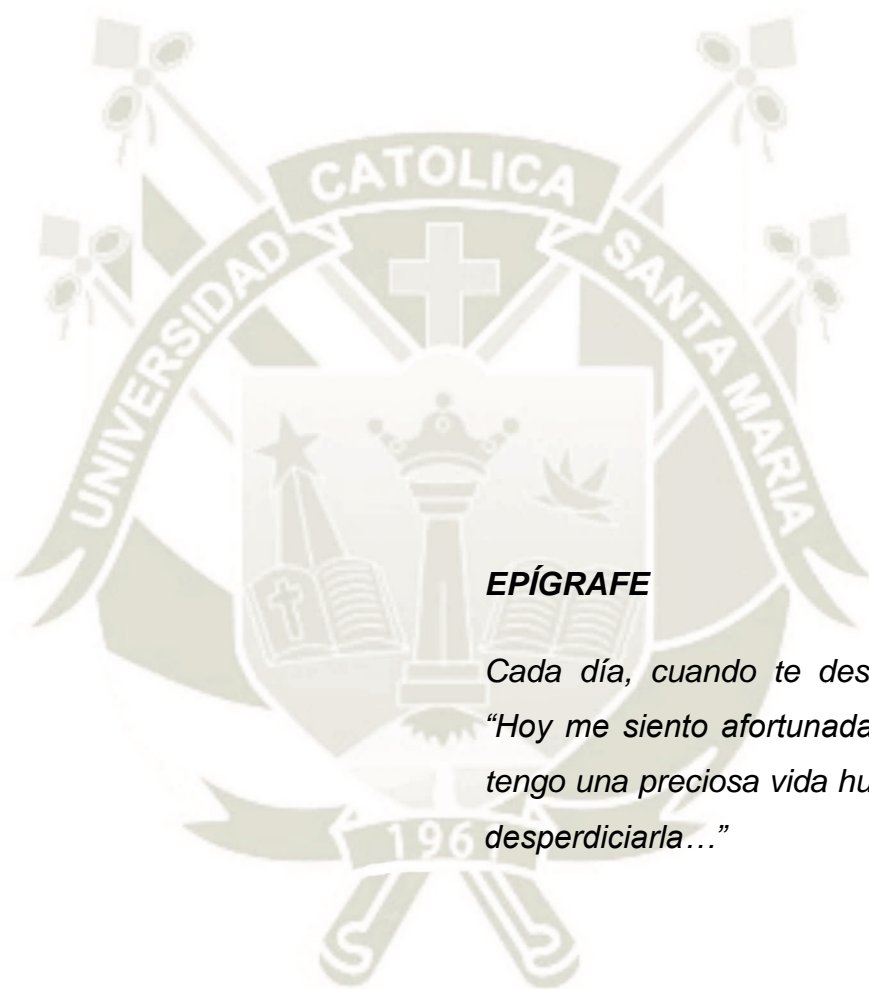 CATOLICA
UNIVERSIDAD
SANTA MARIA
EPÍGRAFE
Cada día, cuando te des
“Hoy me siento afortunada
tengo una preciosa vida hu
desperdiciarla…”
196